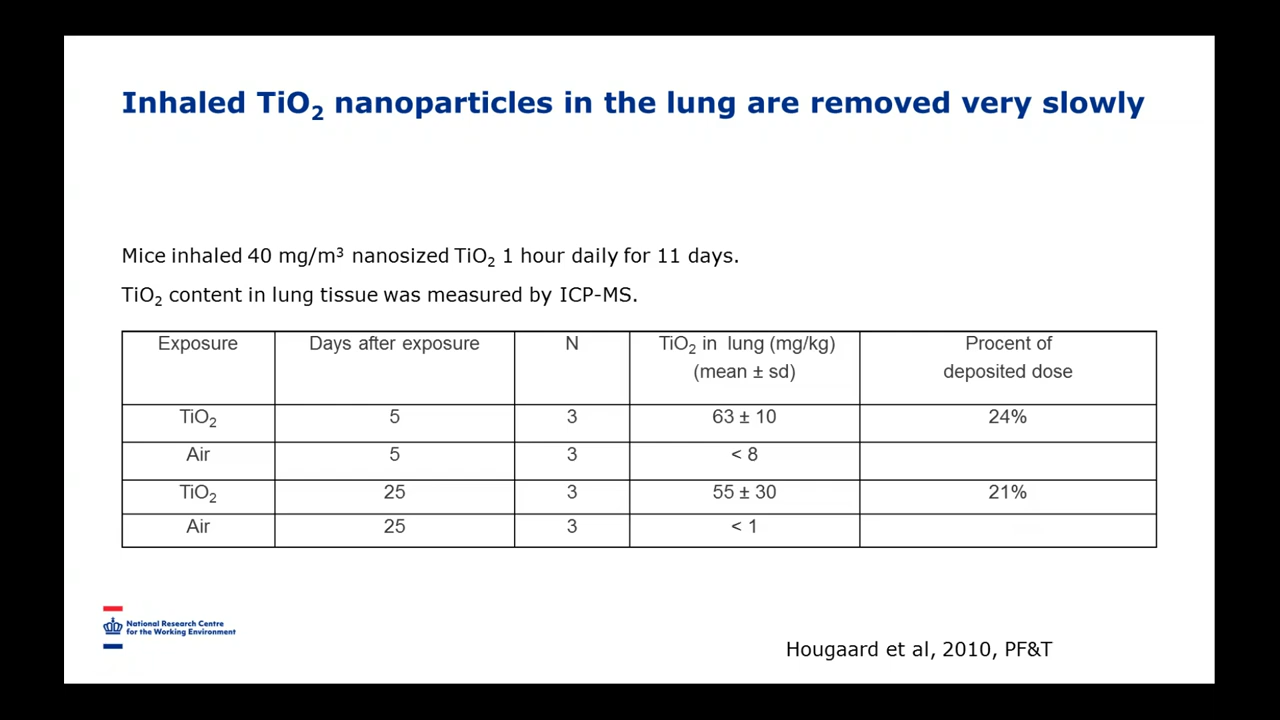 Inhaled TiO₂ nanoparticles in the lung are removed very slowly
Mice inhaled 40 mg/m³ nanosized TiO₂ 1 hour daily for 11 days.
TiO₂ content in lung tissue was measured by ICP-MS.
Exposure Days after exposure N TiO₂ in lung (mg/kg) Procent of
(mean ± sd) deposited dose
TiO₂ 5 3 63 ± 10 24%
Air 5 3 < 8
TiO₂ 25 3 55 ± 30 21%
Air 25 3 < 1
National Research Centre
for the Working Environment
Hougaard et al, 2010, PF&T